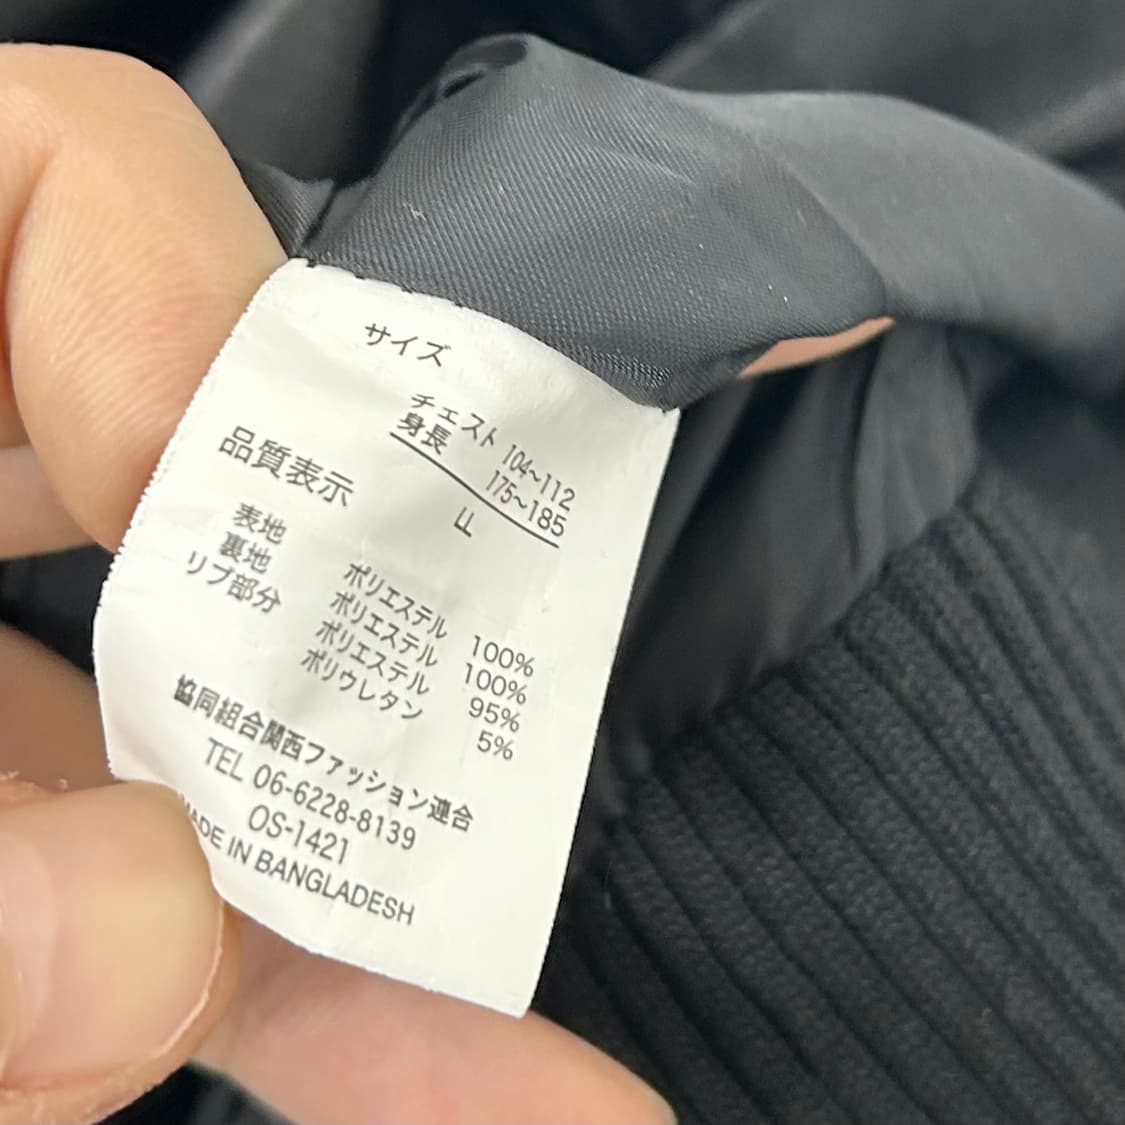 サイズ
チェスト 104~112
身長 175~185
LL
品質表示
表地 ポリエステル 100%
裏地 ポリエステル 100%
リブ部分 ポリエステル 95%
ポリウレタン 5%
協同組合関西ファッション連合
TEL 06-6228-8139
OS-1421
MADE IN BANGLADESH